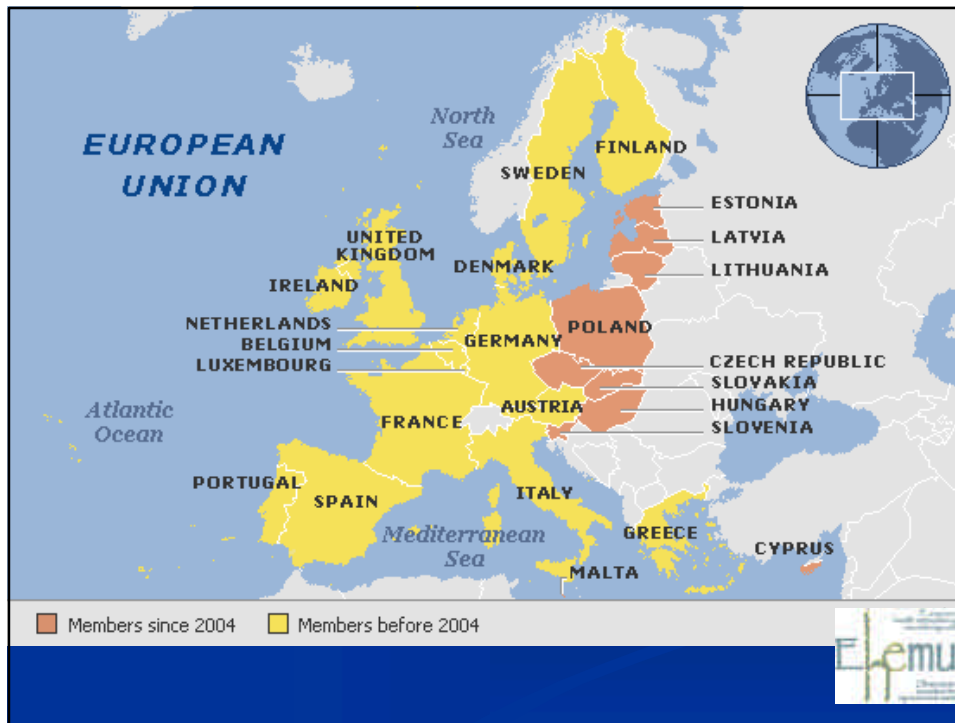 EUROPEAN
UNION
North
Sea
FINLAND
SWEDEN
ESTONIA
LATVIA
LITHUANIA
UNITED
KINGDOM
DENMARK
IRELAND
NETHERLANDS
BELGIUM
LUXEMBOURG
GERMANY
POLAND
CZECH REPUBLIC
SLOVAKIA
HUNGARY
SLOVENIA
AUSTRIA
FRANCE
Atlantic
Ocean
PORTUGAL
SPAIN
ITALY
Mediterranean
Sea
GREECE
CYPRUS
MALTA
Members since 2004
Members before 2004
Ehemu